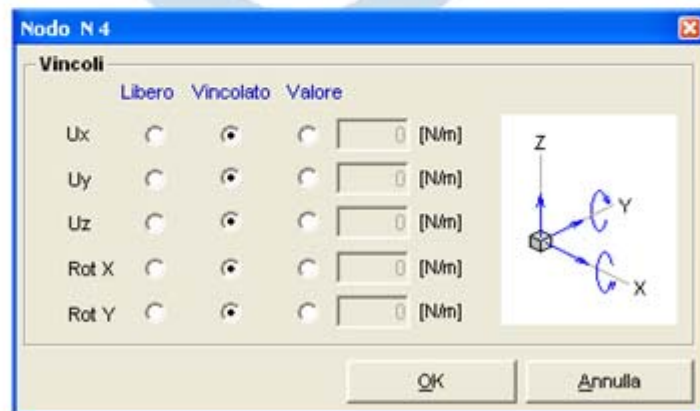 Nodo N 4
Vincoli
Libero Vincolato Valore
Ux 0 [N/m]
Uy 0 [N/m]
Uz 0 [N/m]
Rot X 0 [N/m]
Rot Y 0 [N/m]
Z
Y
X
OK Annulla